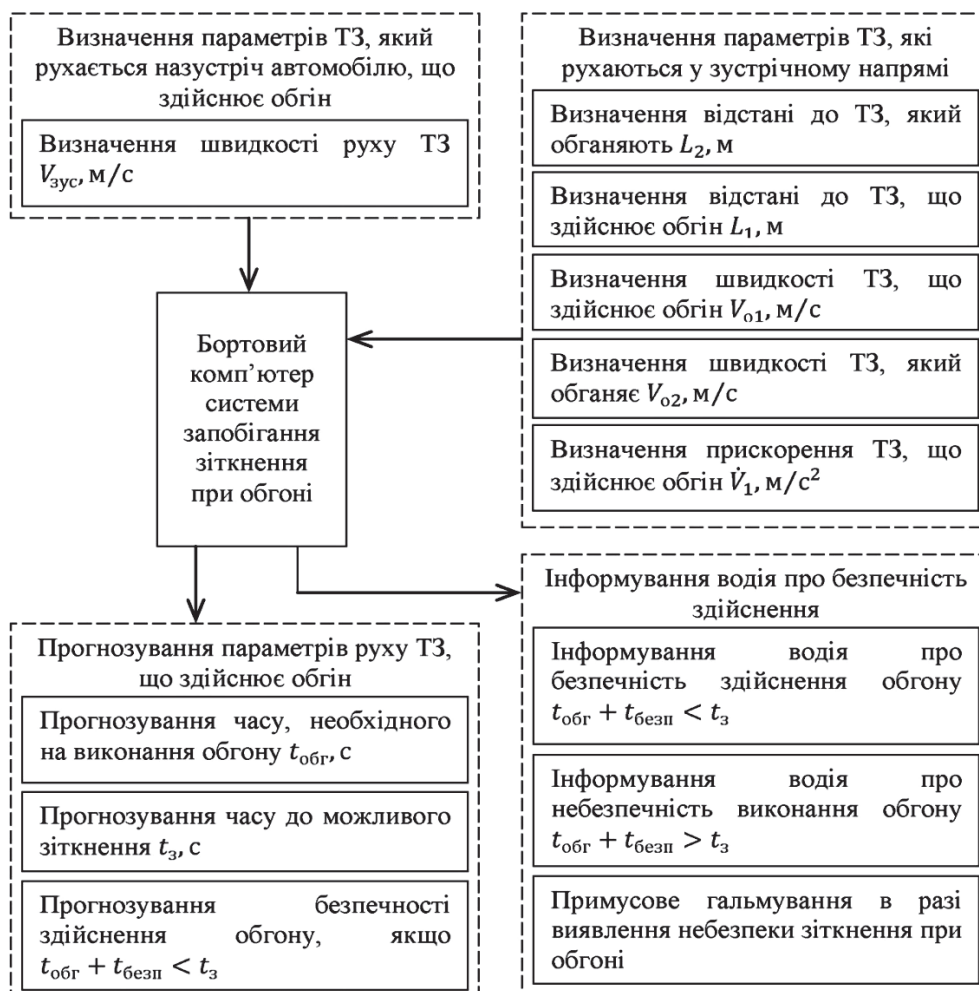 Визначення параметрів ТЗ, який
рухається назустріч автомобілю, що
здійснює обгін
Визначення швидкості руху ТЗ
V_зус, м/с
Визначення параметрів ТЗ, які
рухаються у зустрічному напрямі
Визначення відстані до ТЗ, який
обганяють L₂, м
Визначення відстані до ТЗ, що
здійснює обгін L₁, м
Визначення швидкості ТЗ, що
здійснює обгін V_о1, м/с
Визначення швидкості ТЗ, який
обганяє V_о2, м/с
Визначення прискорення ТЗ, що
здійснює обгін V̇₁, м/с²
Бортовий
комп’ютер
системи
запобігання
зіткнення
при обгоні
Прогнозування параметрів руху ТЗ,
що здійснює обгін
Прогнозування часу, необхідного
на виконання обгону t_обг, с
Прогнозування часу до можливого
зіткнення t_з, с
Прогнозування безпечності
здійснення обгону, якщо
t_обг + t_безп < t_з
Інформування водія про безпечність
здійснення
Інформування водія про
безпечність здійснення обгону
t_обг + t_безп < t_з
Інформування водія про
небезпечність виконання обгону
t_обг + t_безп > t_з
Примусове гальмування в разі
виявлення небезпеки зіткнення при
обгоні